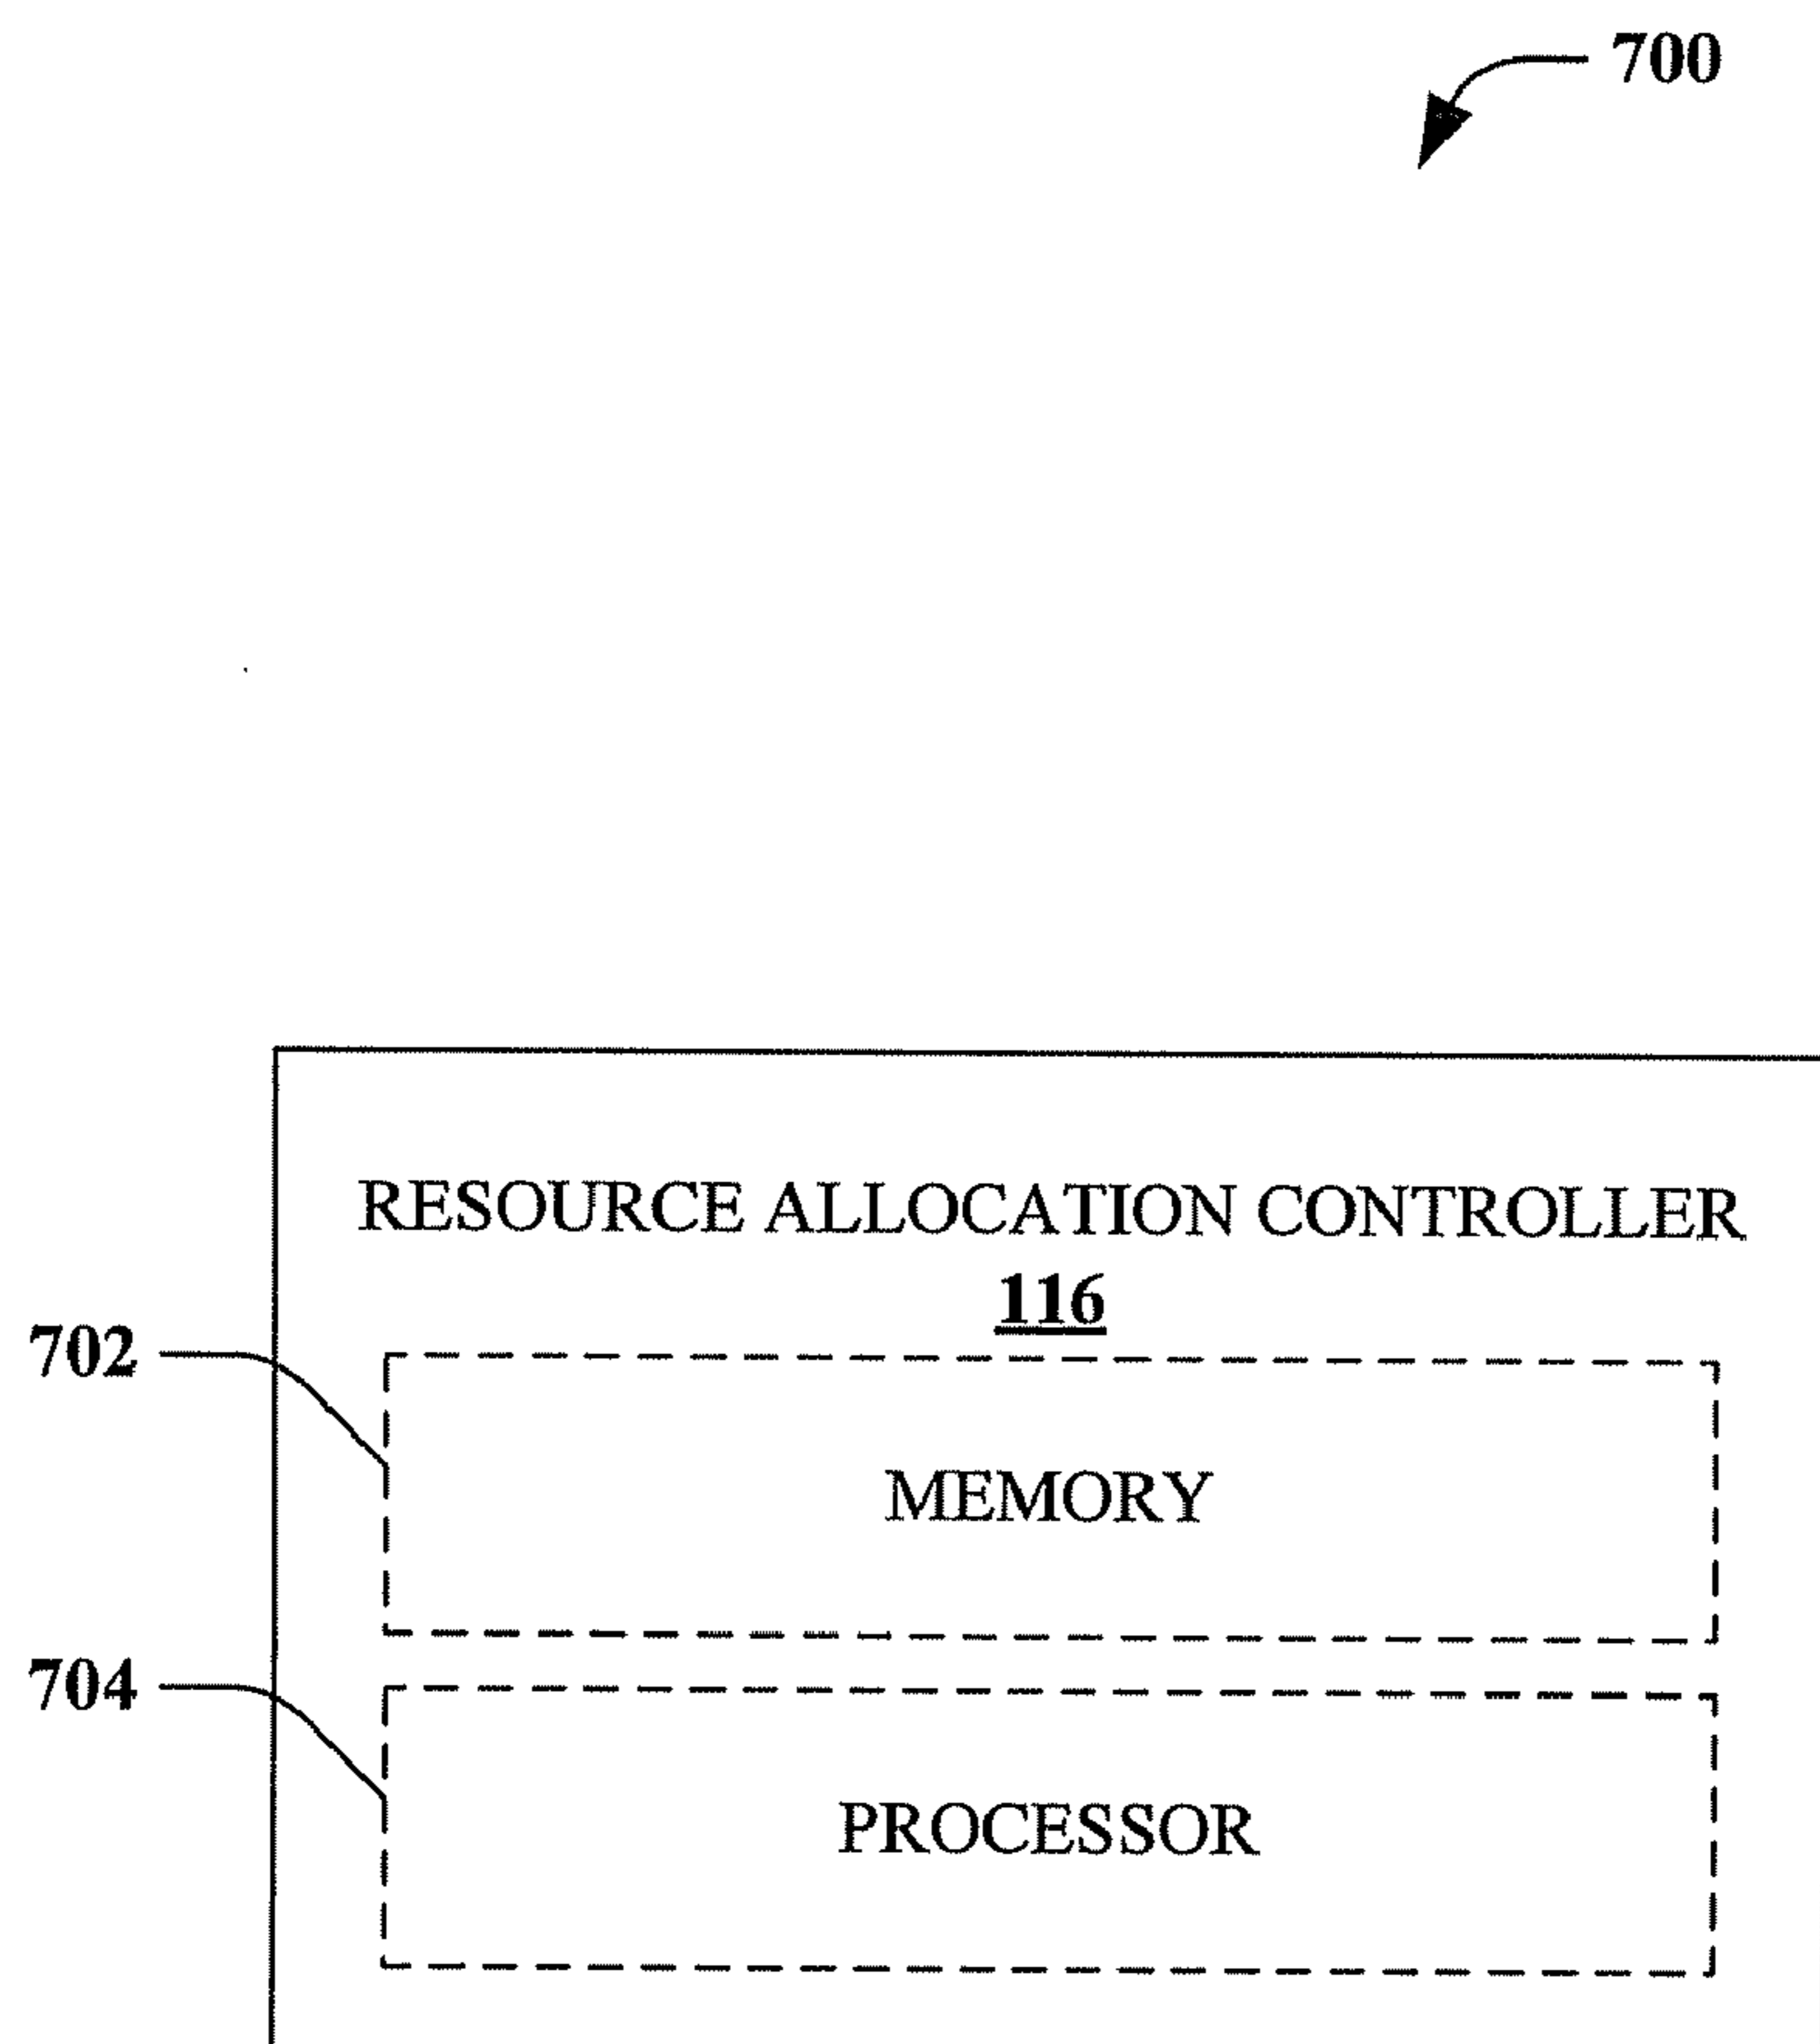 700
RESOURCE ALLOCATION CONTROLLER
116
702
MEMORY
704
PROCESSOR